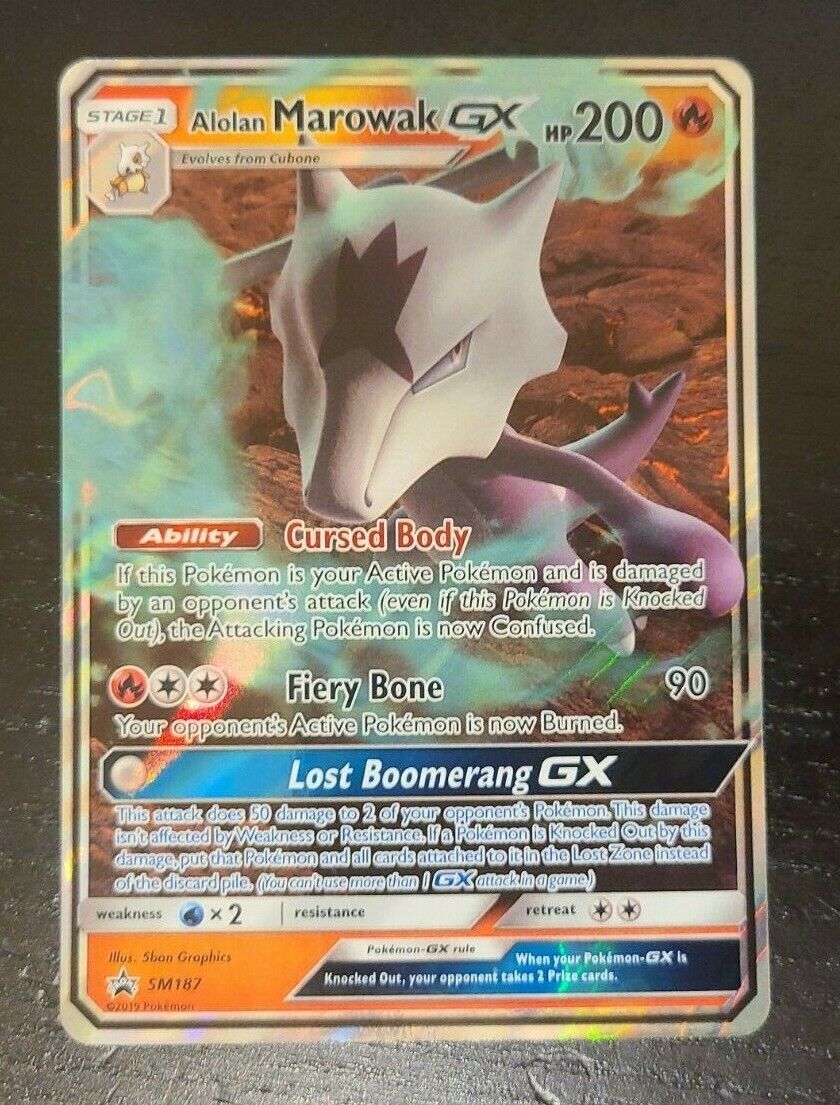 STAGE 1 Alolan Marowak GX HP 200
Evolves from Cubone
Ability Cursed Body
If this Pokémon is your Active Pokémon and is damaged
by an opponent's attack (even if this Pokémon is Knocked
Out), the Attacking Pokémon is now Confused.
Fiery Bone 90
Your opponent's Active Pokémon is now Burned.
Lost Boomerang GX
This attack does 50 damage to 2 of your opponent's Pokémon. This damage
isn't affected by Weakness or Resistance. If a Pokémon is Knocked Out by this
damage, put that Pokémon and all cards attached to it in the Lost Zone instead
of the discard pile. (You can't use more than 1 GX attack in a game.)
weakness ×2 resistance retreat
Illus. 5ban Graphics
Pokémon-GX rule
When your Pokémon-GX is
Knocked Out, your opponent takes 2 Prize cards.
SM187
©2019 Pokémon